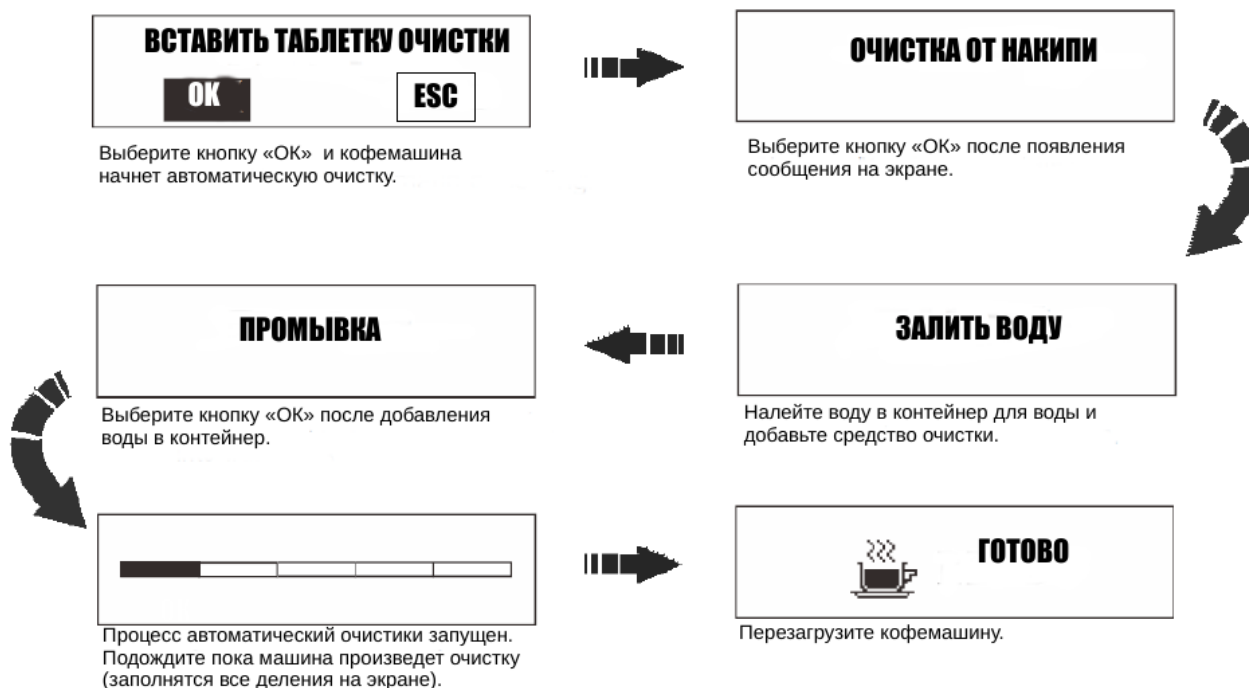 ВСТАВИТЬ ТАБЛЕТКУ ОЧИСТКИ
OK
ESC
Выберите кнопку «ОК» и кофемашина
начнет автоматическую очистку.
ОЧИСТКА ОТ НАКИПИ
Выберите кнопку «ОК» после появления
сообщения на экране.
ЗАЛИТЬ ВОДУ
Налейте воду в контейнер для воды и
добавьте средство очистки.
ПРОМЫВКА
Выберите кнопку «ОК» после добавления
воды в контейнер.
Процесс автоматический очистики запущен.
Подождите пока машина произведет очистку
(заполнятся все деления на экране).
ГОТОВО
Перезагрузите кофемашину.